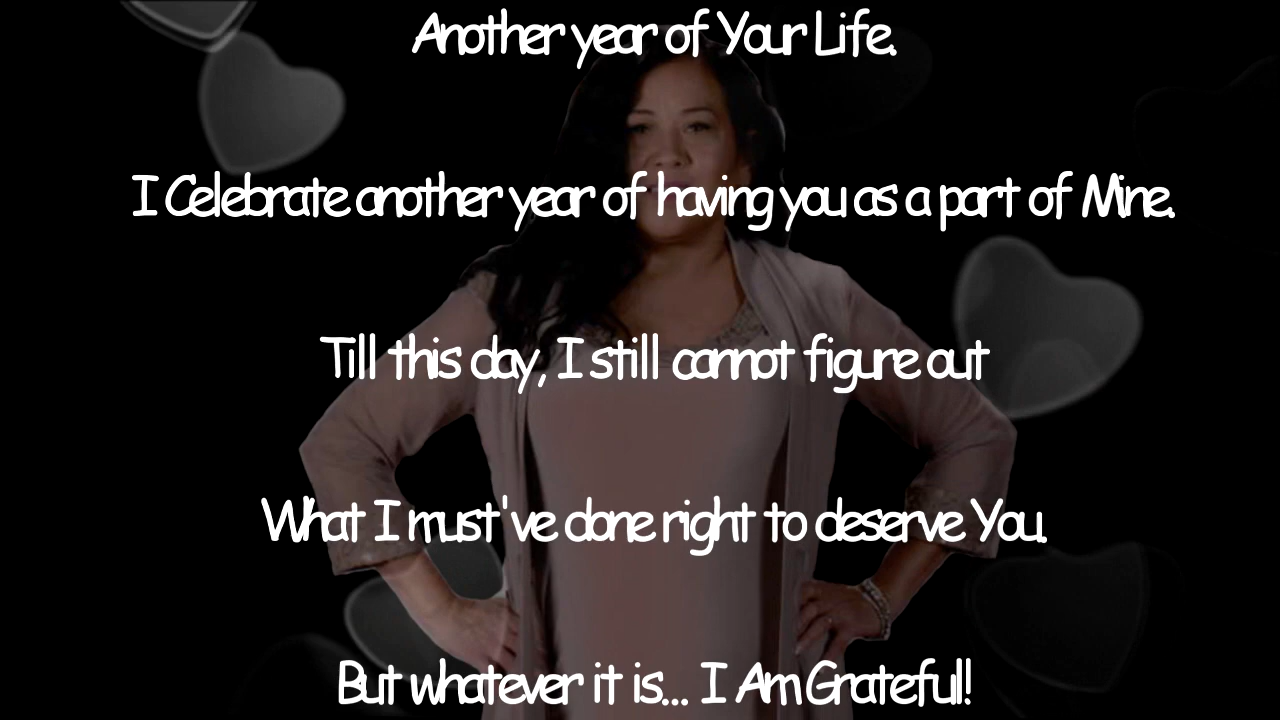 Another year of Your Life.
I Celebrate another year of having you as a part of Mine.
Till this day, I still cannot figure out
What I must've done right to deserve You.
But whatever it is... I Am Grateful!